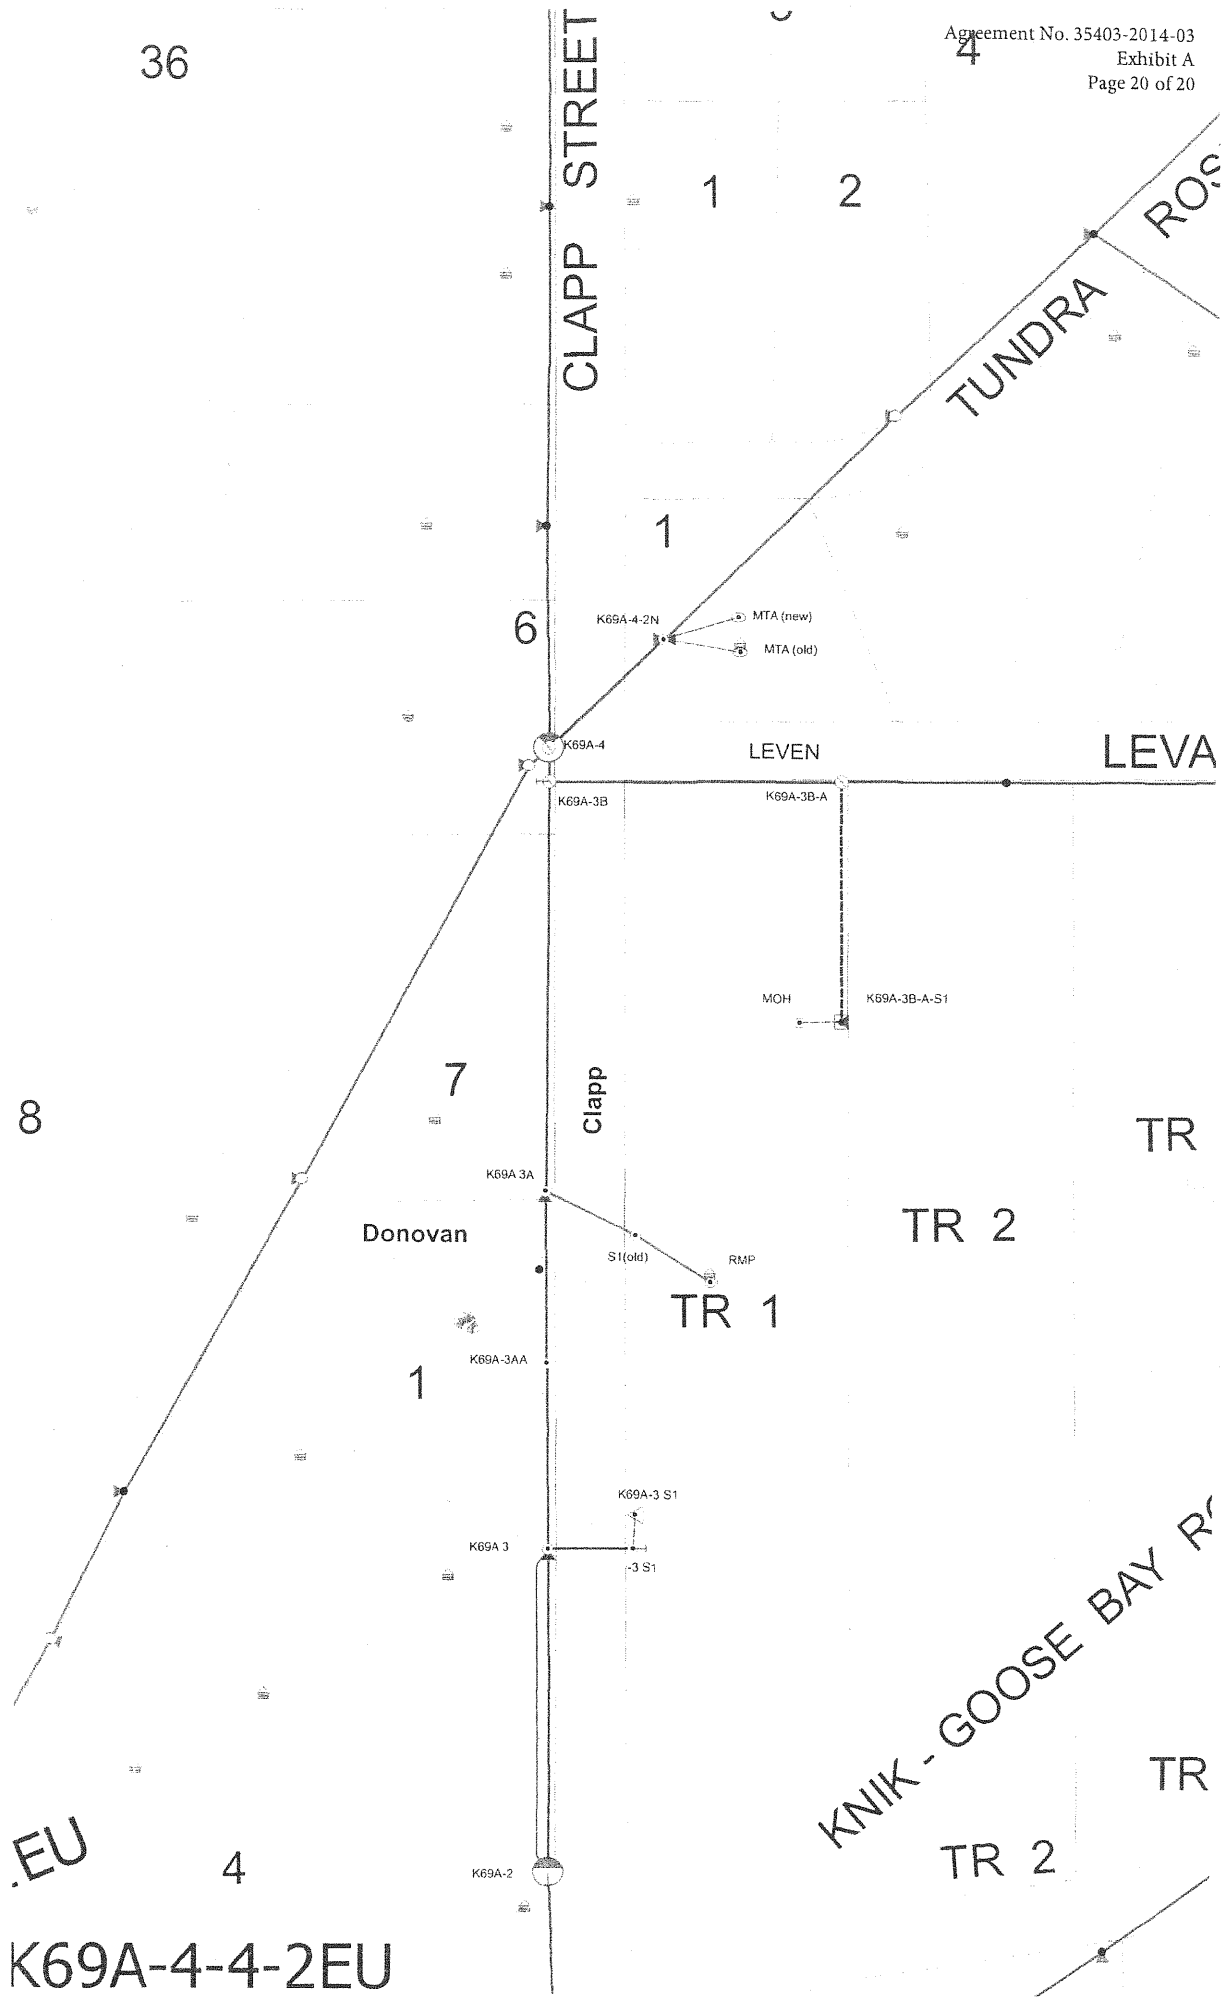 Agreement No. 35403-2014-03
Exhibit A
Page 20 of 20
36
4
CLAPP STREET
1
2
TUNDRA ROS
1
6
K69A-4-2N
MTA (new)
MTA (old)
K69A-4
LEVEN
LEVA
K69A-3B
K69A-3B-A
MOH
K69A-3B-A-S1
7
Clapp
8
TR
K69A 3A
Donovan
TR 2
S1(old)
RMP
TR 1
K69A-3AA
1
K69A-3 S1
K69A 3
-3 S1
KNIK - GOOSE BAY
TR
.EU
4
K69A-2
TR 2
K69A-4-4-2EU